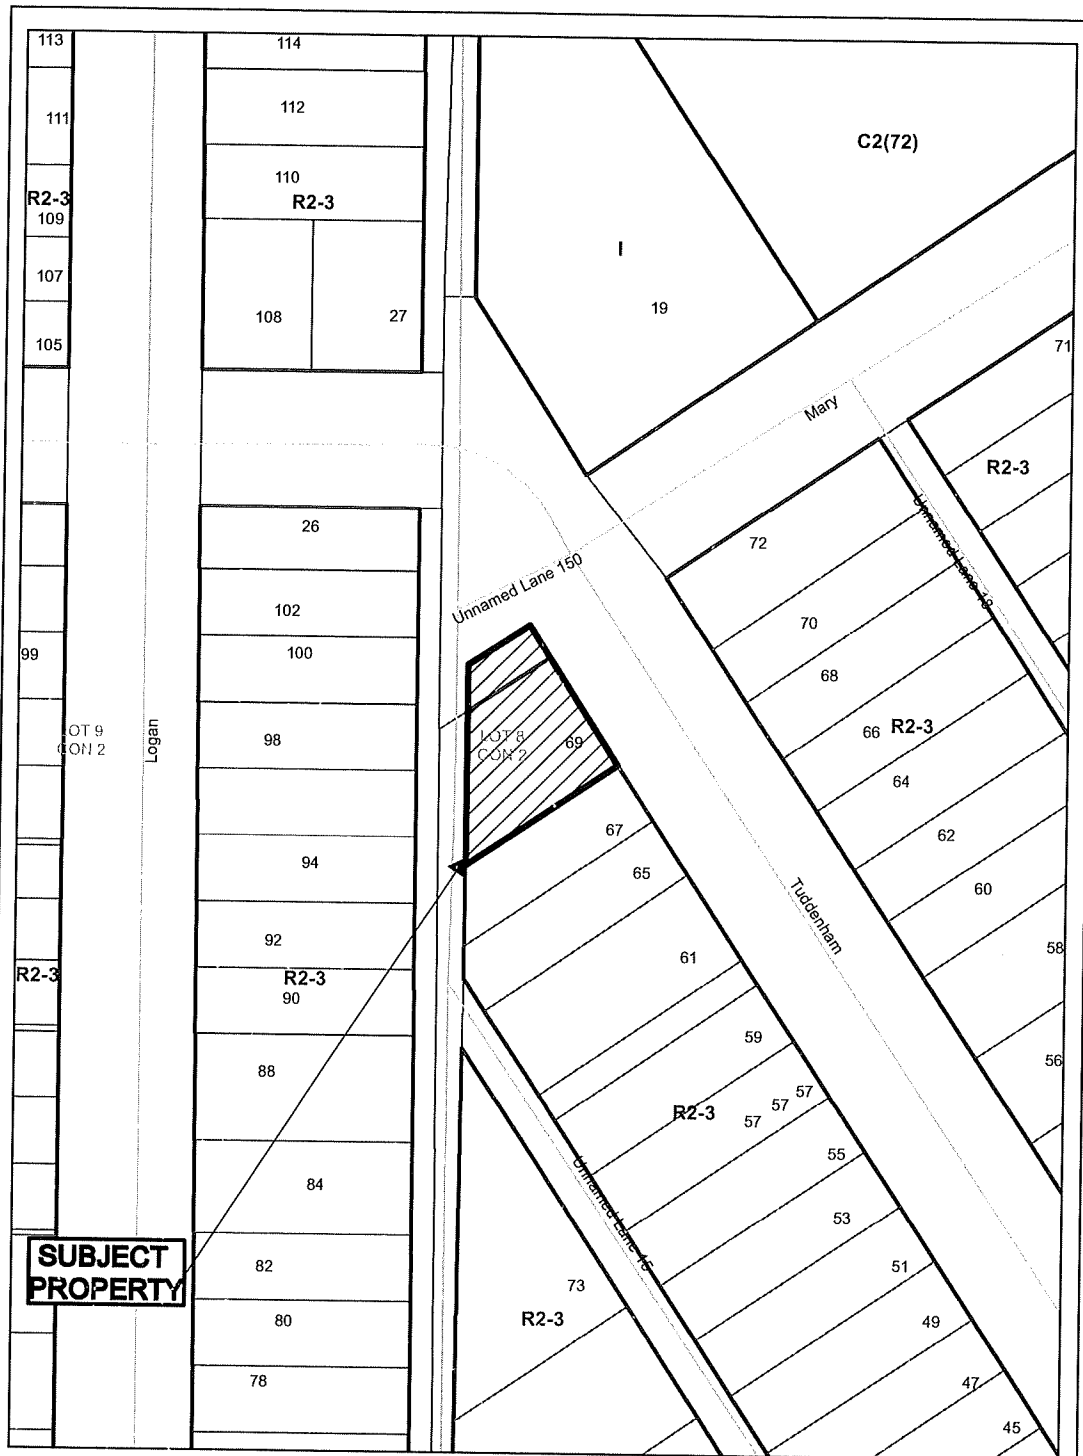 113
114
111
112
C2(72)
110
R2-3
R2-3
109
I
107
19
108
27
105
71
Mary
R2-3
26
72
Unnamed Lane 18
Unnamed Lane 150
102
70
99
100
68
66
R2-3
LOT 9
CON 2
Logan
98
LOT 8
CON 2
69
64
67
62
94
65
60
Tuddenham
92
58
61
R2-3
R2-3
90
59
56
88
57
57
R2-3
57
55
84
Unnamed Lane 15
53
SUBJECT
PROPERTY
82
51
73
R2-3
80
49
78
47
45